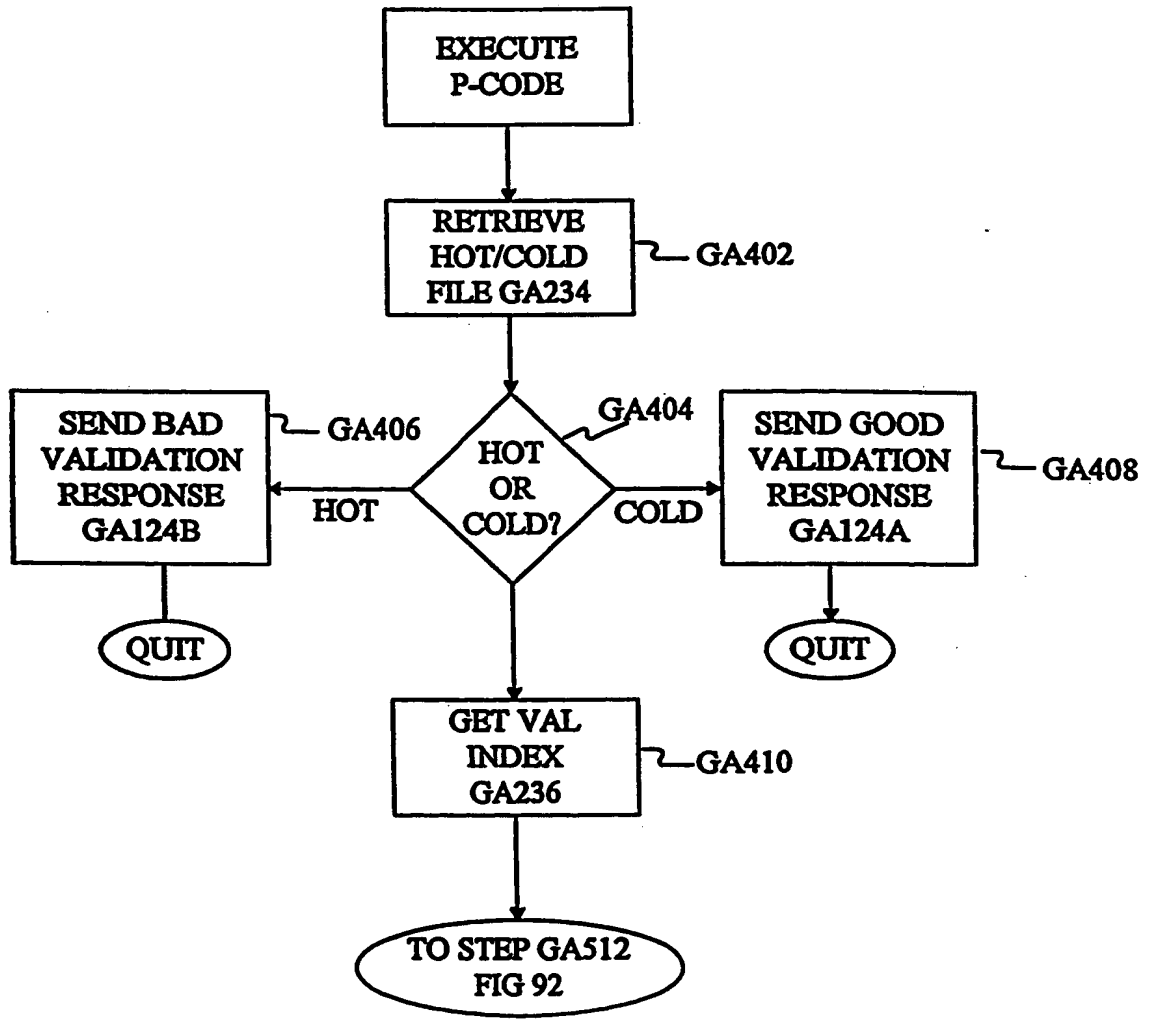 EXECUTE
P-CODE
RETRIEVE
HOT/COLD
FILE GA234
GA402
GA404
HOT
OR
COLD?
SEND BAD
VALIDATION
RESPONSE
GA124B
GA406
HOT
COLD
SEND GOOD
VALIDATION
RESPONSE
GA124A
GA408
QUIT
QUIT
GET VAL
INDEX
GA236
GA410
TO STEP GA512
FIG 92